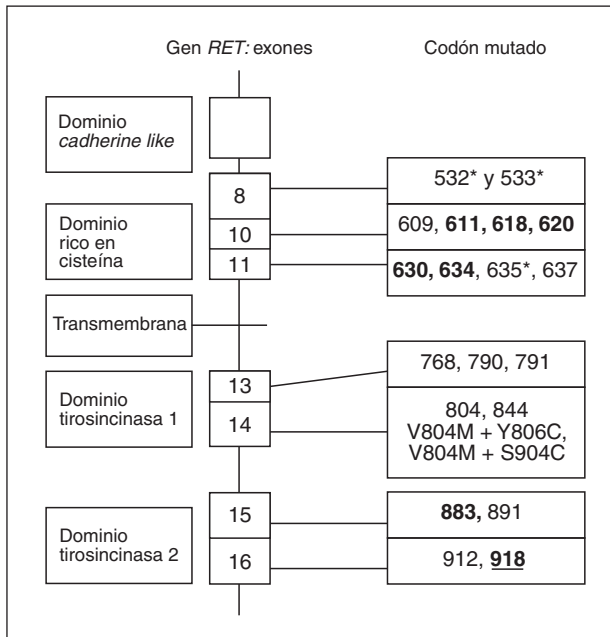 Gen RET: exones
Codón mutado
Dominio
cadherine like
8
532* y 533*
Dominio
rico en
cisteína
10
609, 611, 618, 620
11
630, 634, 635*, 637
Transmembrana
Dominio
tirosincinasa 1
13
768, 790, 791
14
804, 844
V804M + Y806C,
V804M + S904C
Dominio
tirosincinasa 2
15
883, 891
16
912, 918